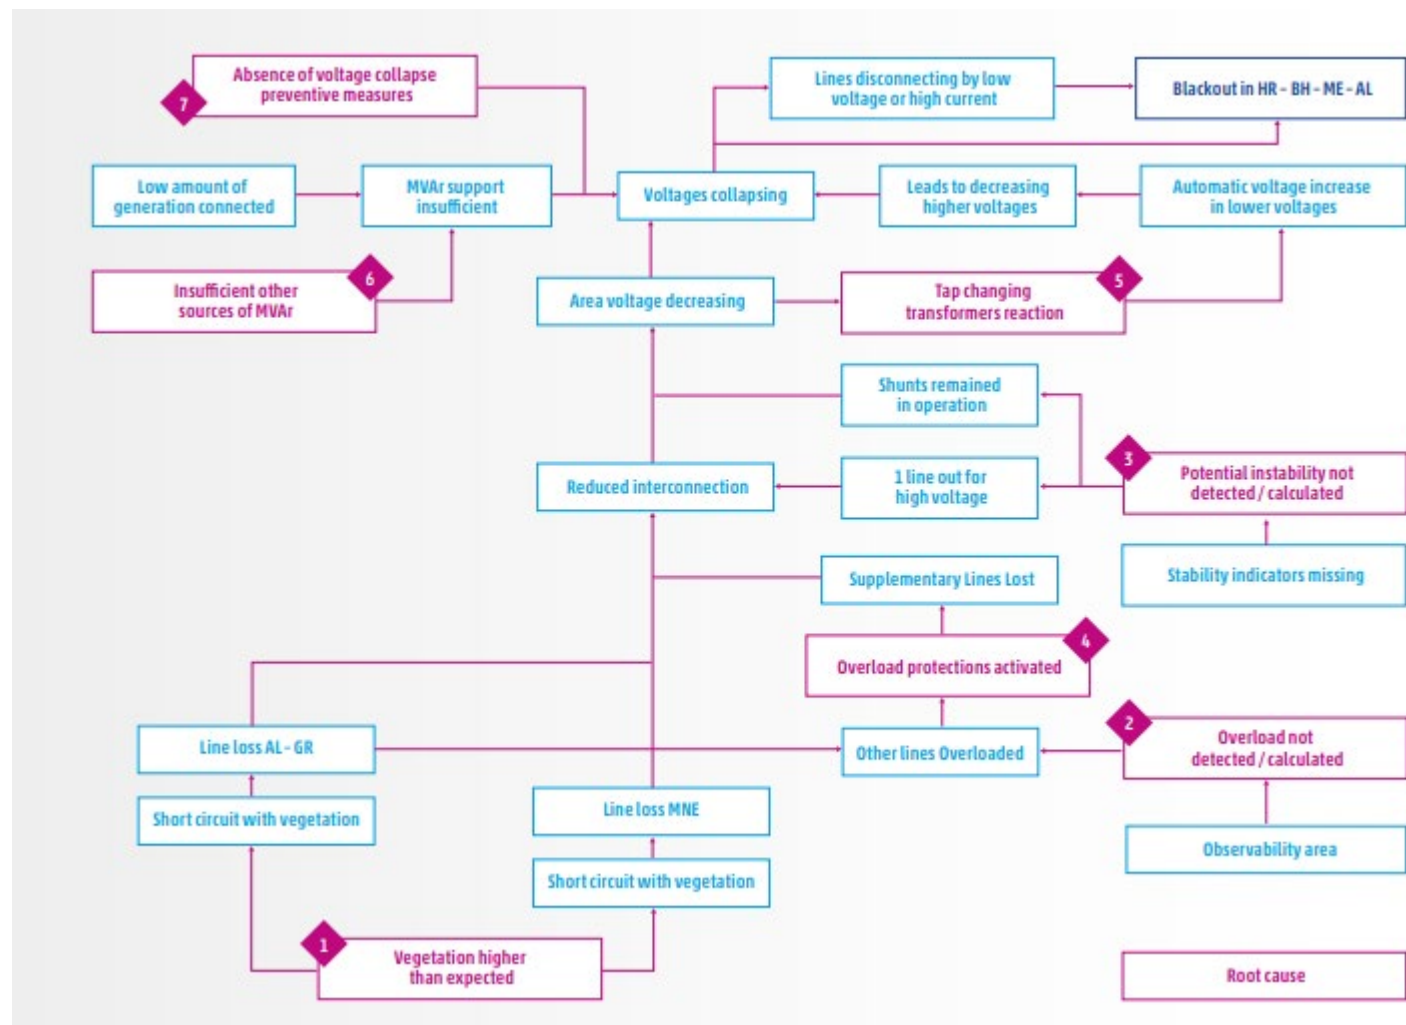 Absence of voltage collapse
preventive measures
7
Lines disconnecting by low
voltage or high current
Blackout in HR – BH – ME – AL
Low amount of
generation connected
MVAr support
insufficient
Voltages collapsing
Leads to decreasing
higher voltages
Automatic voltage increase
in lower voltages
6
Insufficient other
sources of MVAr
Area voltage decreasing
5
Tap changing
transformers reaction
Shunts remained
in operation
3
Potential instability not
detected / calculated
Reduced interconnection
1 line out for
high voltage
Stability indicators missing
Supplementary Lines Lost
4
Overload protections activated
2
Overload not
detected / calculated
Line loss AL – GR
Other lines Overloaded
Short circuit with vegetation
Line loss MNE
Observability area
Short circuit with vegetation
1
Vegetation higher
than expected
Root cause